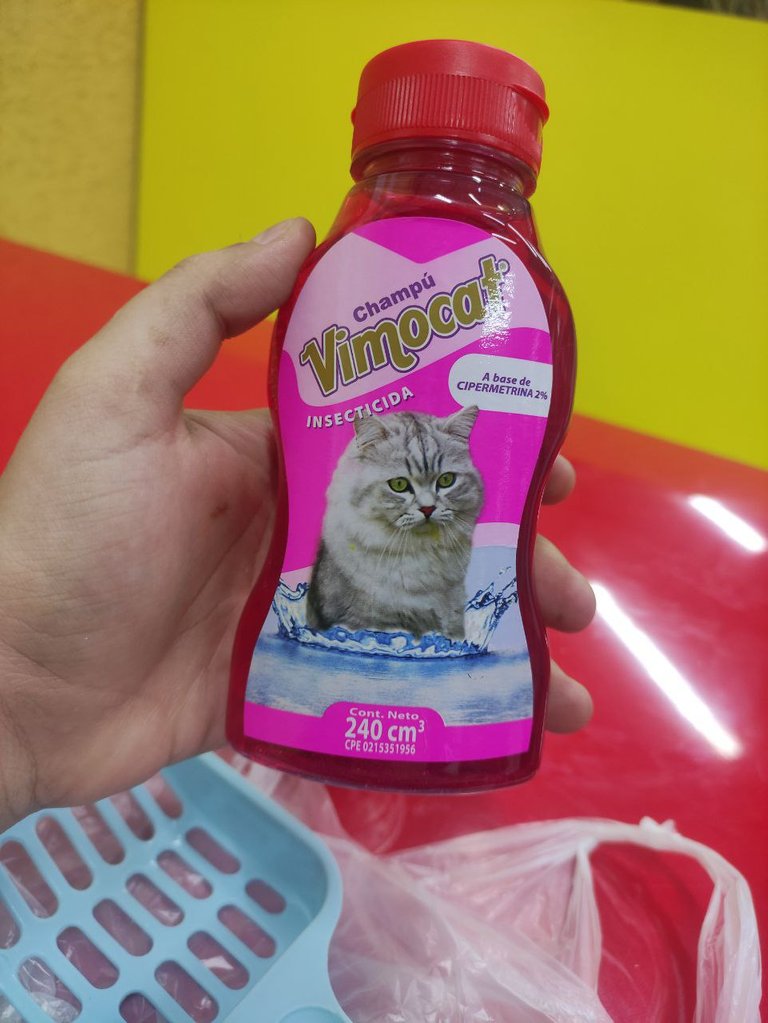 Champú
Vimocat®
INSECTICIDA
A base de
CIPERMETRINA 2%
Cont. Neto
240 cm³
CPE 0215351956